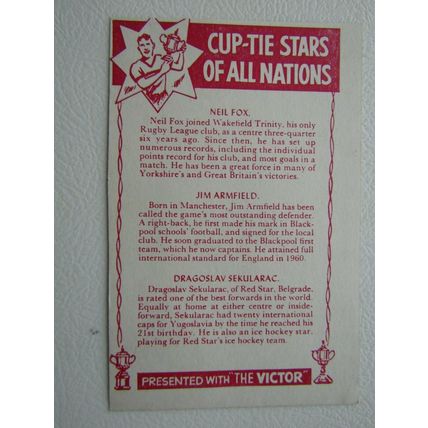 CUP-TIE STARS
OF ALL NATIONS
NEIL FOX.
Neil Fox joined Wakefield Trinity, his only
Rugby League club, as a centre three-quarter
six years ago. Since then, he has set up
numerous records, including the individual
points record for his club, and most goals in a
match. He has been a great force in many of
Yorkshire's and Great Britain's victories.
JIM ARMFIELD.
Born in Manchester, Jim Armfield has been
called the game's most outstanding defender.
A right-back, he first made his mark in Black-
pool schools' football, and signed for the local
club. He soon graduated to the Blackpool first
team, which he now captains. He attained full
international standard for England in 1960.
DRAGOSLAV SEKULARAC.
Dragoslav Sekularac, of Red Star, Belgrade,
is rated one of the best forwards in the world.
Equally at home at either centre or inside-
forward, Sekularac had twenty international
caps for Yugoslavia by the time he reached his
21st birthday. He is also an ice hockey star,
playing for Red Star's ice hockey team.
PRESENTED WITH "THE VICTOR"